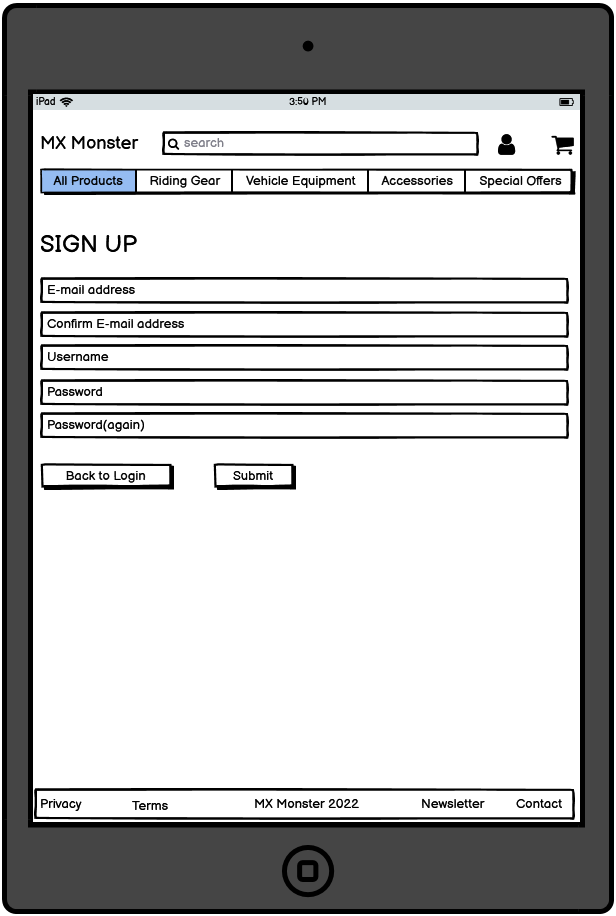 iPad 3:50 PM
MX Monster search
All Products Riding Gear Vehicle Equipment Accessories Special Offers
SIGN UP
E-mail address
Confirm E-mail address
Username
Password
Password(again)
Back to Login Submit
Privacy Terms MX Monster 2022 Newsletter Contact